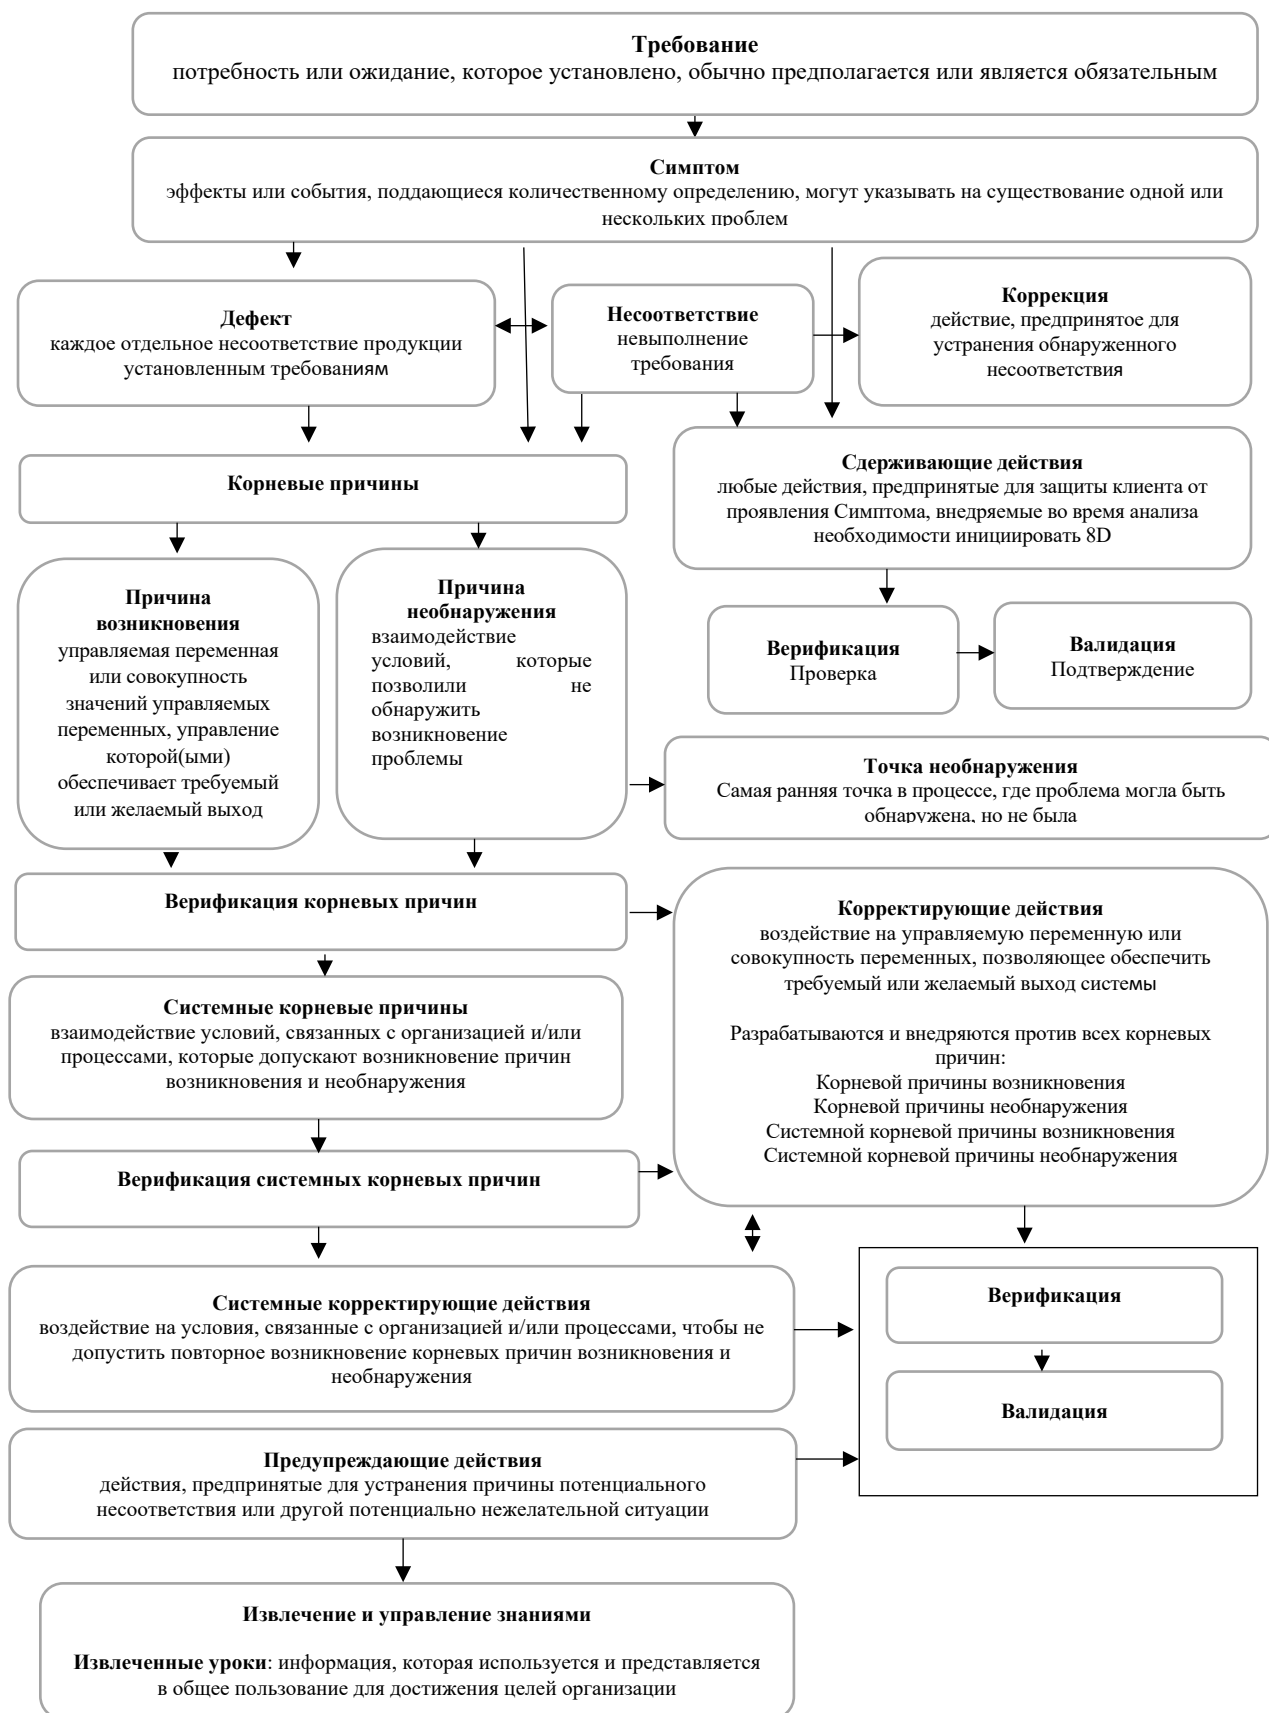 Требование
потребность или ожидание, которое установлено, обычно предполагается или является обязательным
Симптом
эффекты или события, поддающиеся количественному определению, могут указывать на существование одной или
нескольких проблем
Дефект
каждое отдельное несоответствие продукции
установленным требованиям
Несоответствие
невыполнение
требования
Коррекция
действие, предпринятое для
устранения обнаруженного
несоответствия
Корневые причины
Сдерживающие действия
любые действия, предпринятые для защиты клиента от
проявления Симптома, внедряемые во время анализа
необходимости инициировать 8D
Причина
возникновения
управляемая переменная
или совокупность
значений управляемых
переменных, управление
которой(ыми)
обеспечивает требуемый
или желаемый выход
Причина
необнаружения
взаимодействие
условий, которые
позволили не
обнаружить
возникновение
проблемы
Верификация
Проверка
Валидация
Подтверждение
Точка необнаружения
Самая ранняя точка в процессе, где проблема могла быть
обнаружена, но не была
Верификация корневых причин
Корректирующие действия
воздействие на управляемую переменную или
совокупность переменных, позволяющее обеспечить
требуемый или желаемый выход системы
Разрабатываются и внедряются против всех корневых
причин:
Корневой причины возникновения
Корневой причины необнаружения
Системной корневой причины возникновения
Системной корневой причины необнаружения
Системные корневые причины
взаимодействие условий, связанных с организацией и/или
процессами, которые допускают возникновение причин
возникновения и необнаружения
Верификация системных корневых причин
Системные корректирующие действия
воздействие на условия, связанные с организацией и/или процессами, чтобы не
допустить повторное возникновение корневых причин возникновения и
необнаружения
Верификация
Валидация
Предупреждающие действия
действия, предпринятые для устранения причины потенциального
несоответствия или другой потенциально нежелательной ситуации
Извлечение и управление знаниями
Извлеченные уроки: информация, которая используется и представляется
в общее пользование для достижения целей организации